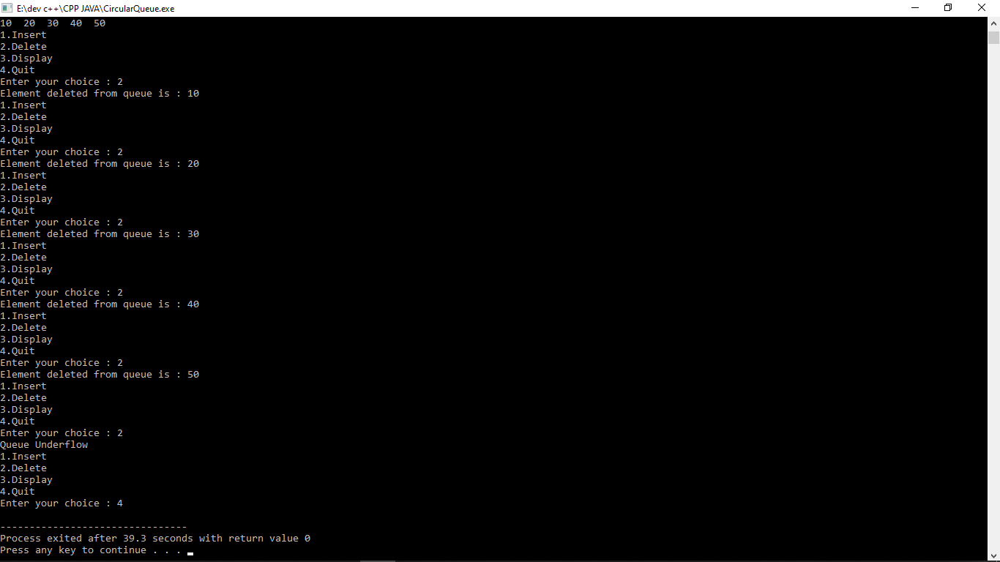 E:\dev c++\CPP JAVA\CircularQueue.exe
10  20  30  40  50
1.Insert
2.Delete
3.Display
4.Quit
Enter your choice : 2
Element deleted from queue is : 10
1.Insert
2.Delete
3.Display
4.Quit
Enter your choice : 2
Element deleted from queue is : 20
1.Insert
2.Delete
3.Display
4.Quit
Enter your choice : 2
Element deleted from queue is : 30
1.Insert
2.Delete
3.Display
4.Quit
Enter your choice : 2
Element deleted from queue is : 40
1.Insert
2.Delete
3.Display
4.Quit
Enter your choice : 2
Element deleted from queue is : 50
1.Insert
2.Delete
3.Display
4.Quit
Enter your choice : 2
Queue Underflow
1.Insert
2.Delete
3.Display
4.Quit
Enter your choice : 4
--------------------------------
Process exited after 39.3 seconds with return value 0
Press any key to continue . . .